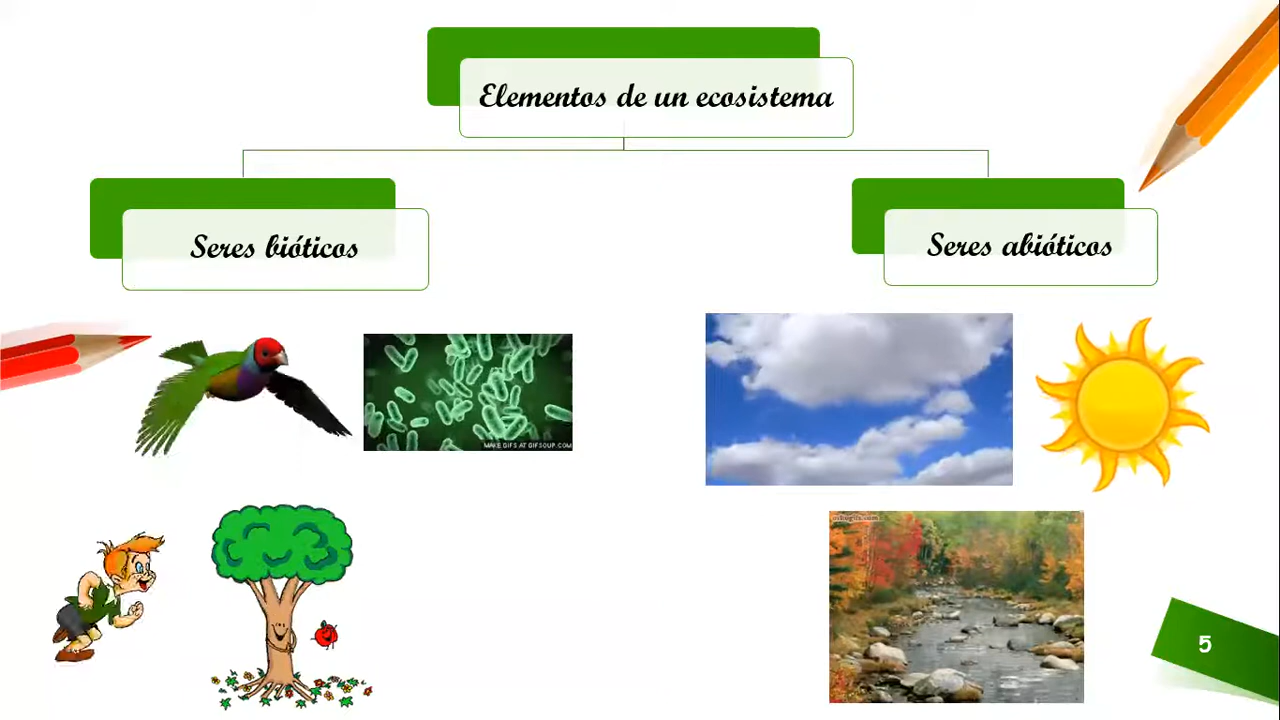 Elementos de un ecosistema
Seres bióticos
Seres abióticos
MAKE GIFS AT GIFSOUP.COM
5